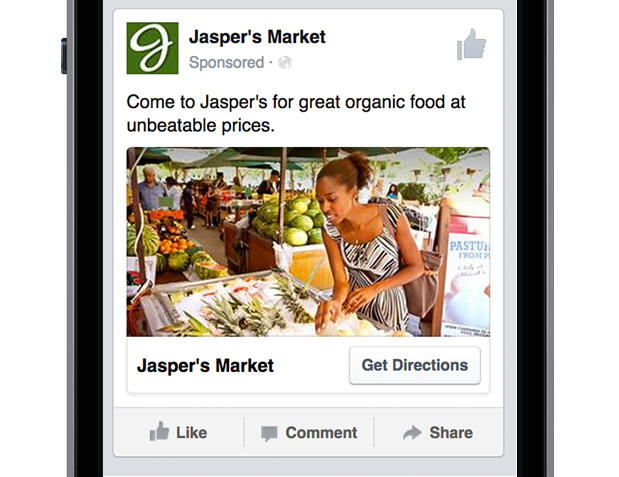 Jasper's Market
Sponsored ·
Come to Jasper's for great organic food at
unbeatable prices.
FROM
Jasper's Market
Get Directions
Like
Comment
Share